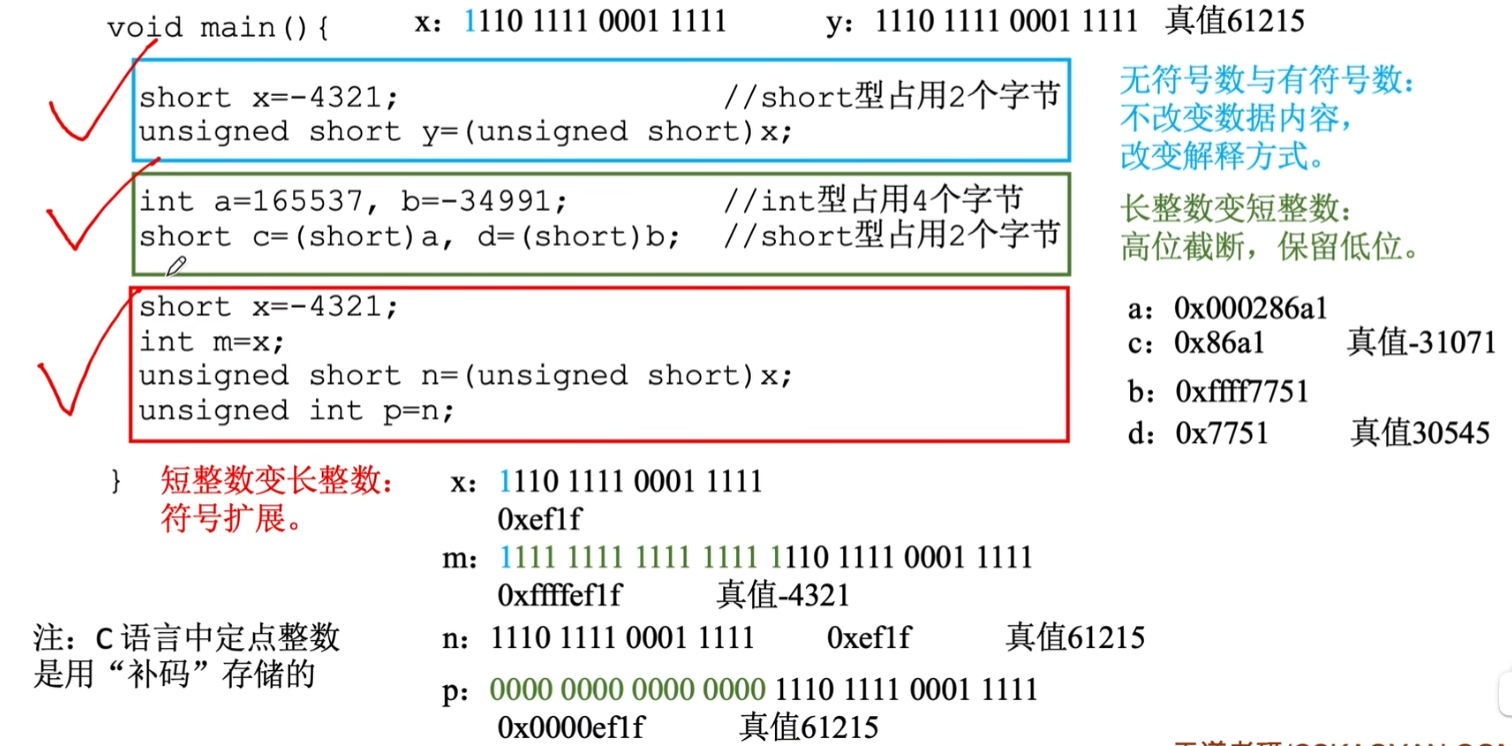 void main(){ x：1110 1111 0001 1111 y：1110 1111 0001 1111 真值61215
short x=-4321; //short型占用2个字节
unsigned short y=(unsigned short)x;
无符号数与有符号数：
不改变数据内容，
改变解释方式。
int a=165537, b=-34991; //int型占用4个字节
short c=(short)a, d=(short)b; //short型占用2个字节
长整数变短整数：
高位截断，保留低位。
short x=-4321;
int m=x;
unsigned short n=(unsigned short)x;
unsigned int p=n;
a：0x000286a1
c：0x86a1 真值-31071
b：0xffff7751
d：0x7751 真值30545
}
短整数变长整数：
符号扩展。
x：1110 1111 0001 1111
0xef1f
m：1111 1111 1111 1111 1110 1111 0001 1111
0xffffef1f 真值-4321
注：C 语言中定点整数
是用“补码”存储的
n：1110 1111 0001 1111 0xef1f 真值61215
p：0000 0000 0000 0000 1110 1111 0001 1111
0x0000ef1f 真值61215